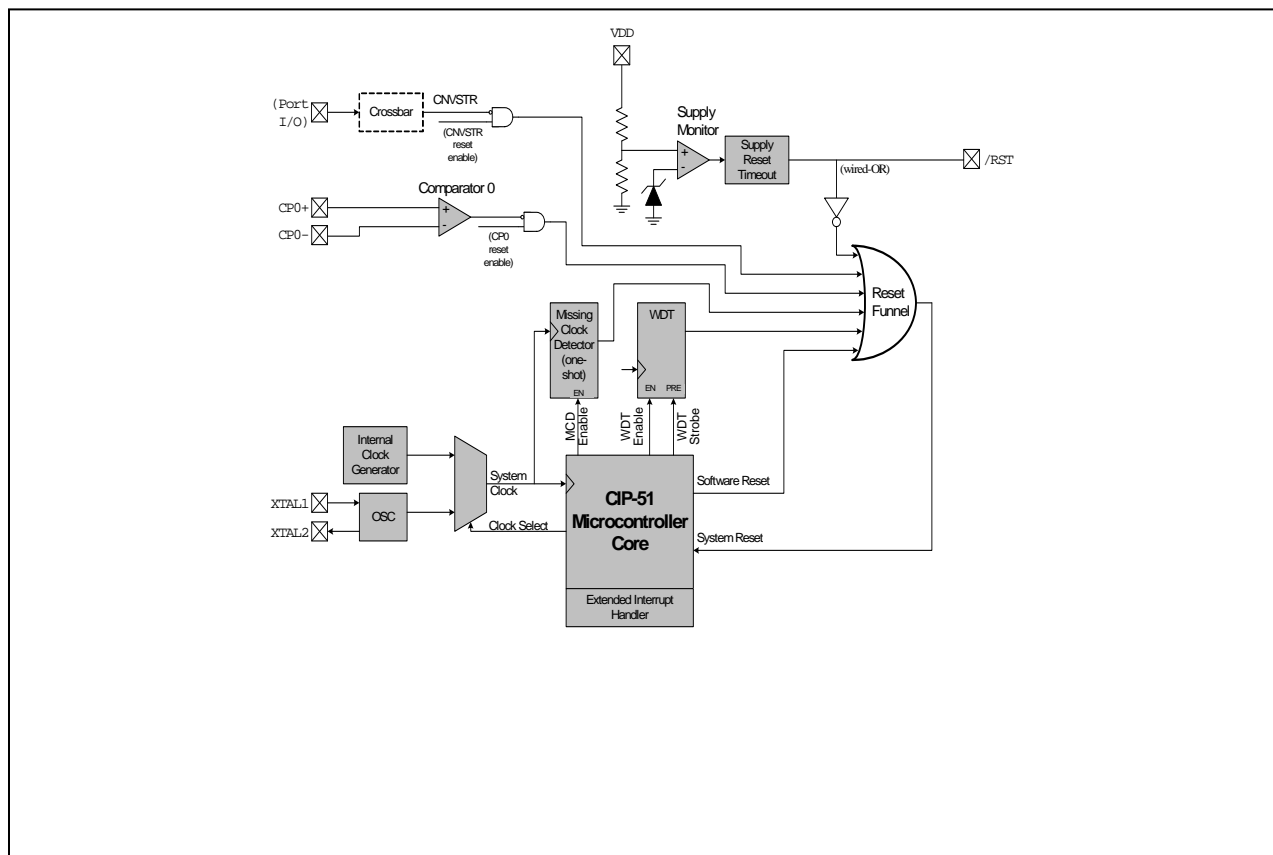 VDD
(Port
I/O)
Crossbar
CNVSTR
(CNVSTR
reset
enable)
Supply
Monitor
+
-
Supply
Reset
Timeout
(wired-OR)
/RST
Comparator 0
CP0+
CP0-
+
-
(CP0
reset
enable)
Reset
Funnel
Missing
Clock
Detector
(one-
shot)
EN
WDT
EN
PRE
MCD
Enable
WDT
Enable
WDT
Strobe
Internal
Clock
Generator
System
Clock
XTAL1
XTAL2
OSC
Clock Select
CIP-51
Microcontroller
Core
Software Reset
System Reset
Extended Interrupt
Handler